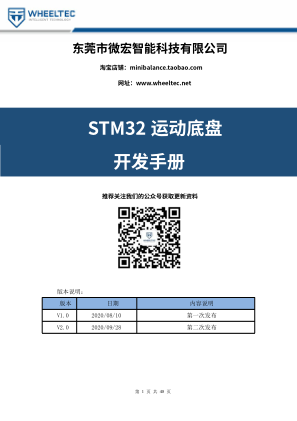 WHEELTEC
INTELLIGENT TECHNOLOGY
东莞市微宏智能科技有限公司
淘宝店铺：minibalance.taobao.com
网址：www.wheeltec.net
STM32 运动底盘
开发手册
推荐关注我们的公众号获取更新资料
WHEELTEC
版本说明：
版本 日期 内容说明
V1.0 2020/08/10 第一次发布
V2.0 2020/09/28 第二次发布